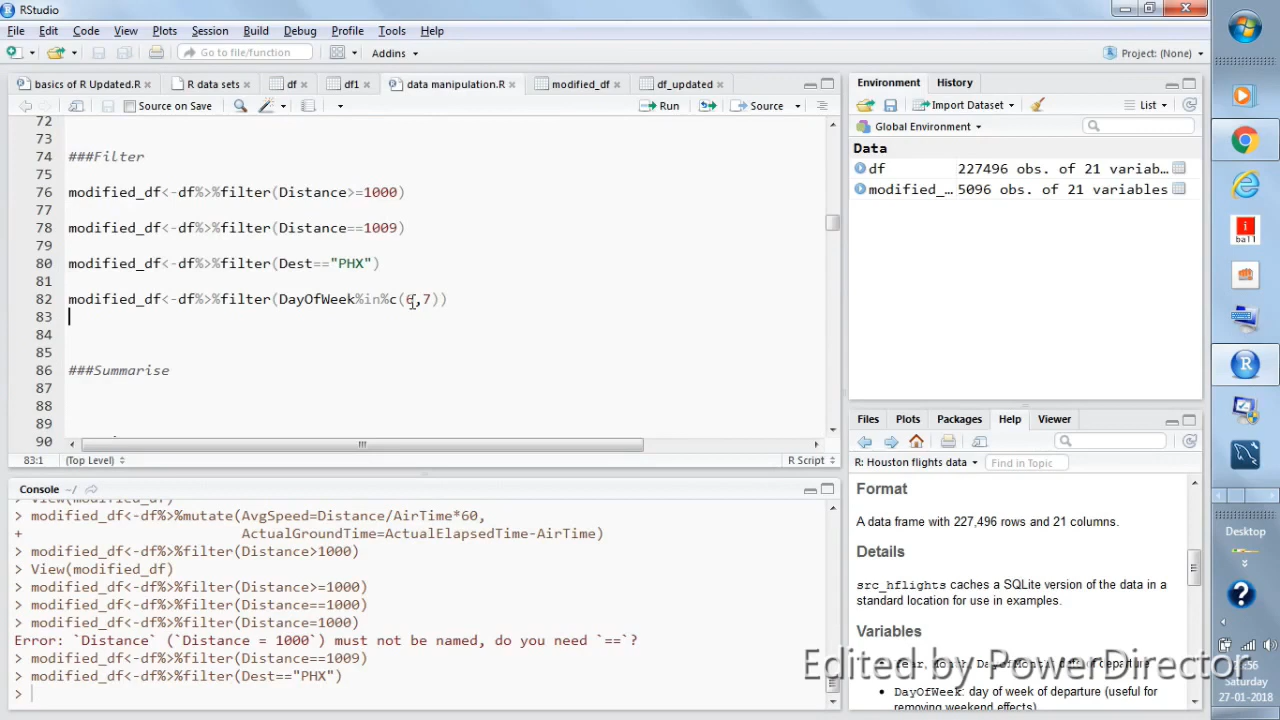 RStudio
File Edit Code View Plots Session Build Debug Profile Tools Help
Go to file/function Addins Project: (None)
basics of R Updated.R R data sets df df1 data manipulation.R modified_df df_updated
Source on Save Run Source
72
73
74 ###Filter
75
76 modified_df<-df%>%filter(Distance>=1000)
77
78 modified_df<-df%>%filter(Distance==1009)
79
80 modified_df<-df%>%filter(Dest=="PHX")
81
82 modified_df<-df%>%filter(DayOfWeek%in%c(6,7))
83
84
85
86 ###Summarise
87
88
89
90
83:1 (Top Level) R Script
Console ~/
> View(modified_df)
> modified_df<-df%>%mutate(AvgSpeed=Distance/AirTime*60,
+ ActualGroundTime=ActualElapsedTime-AirTime)
> modified_df<-df%>%filter(Distance>1000)
> View(modified_df)
> modified_df<-df%>%filter(Distance>=1000)
> modified_df<-df%>%filter(Distance==1000)
> modified_df<-df%>%filter(Distance=1000)
Error: `Distance` (`Distance = 1000`) must not be named, do you need `==`?
> modified_df<-df%>%filter(Distance==1009)
> modified_df<-df%>%filter(Dest=="PHX")
>
Environment History
Import Dataset List
Global Environment
Data
df 227496 obs. of 21 variab…
modified_… 5096 obs. of 21 variables
Files Plots Packages Help Viewer
R: Houston flights data Find in Topic
Format
A data frame with 227,496 rows and 21 columns.
Details
src_hflights caches a SQLite version of the data in a
standard location for use in examples.
Variables
Year, Month, DayofMonth: date of departure
DayOfWeek: day of week of departure (useful for
removing weekend effects)
Edited by PowerDirector
i
ball
Desktop
Saturday
27-01-2018